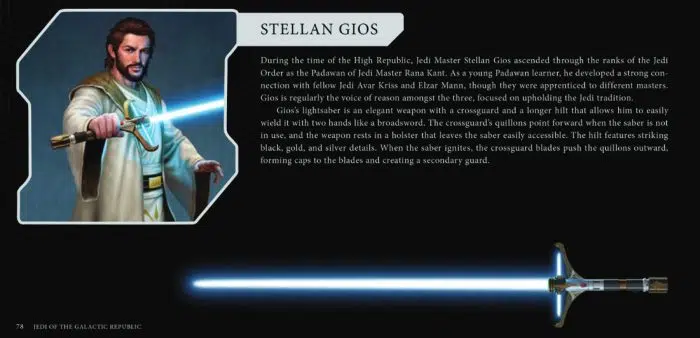 STELLAN GIOS
During the time of the High Republic, Jedi Master Stellan Gios ascended through the ranks of the Jedi
Order as the Padawan of Jedi Master Rana Kant. As a young Padawan learner, he developed a strong con-
nection with fellow Jedi Avar Kriss and Elzar Mann, though they were apprenticed to different masters.
Gios is regularly the voice of reason amongst the three, focused on upholding the Jedi tradition.
Gios's lightsaber is an elegant weapon with a crossguard and a longer hilt that allows him to easily
wield it with two hands like a broadsword. The crossguard's quillons point forward when the saber is not
in use, and the weapon rests in a holster that leaves the saber easily accessible. The hilt features striking
black, gold, and silver details. When the saber ignites, the crossguard blades push the quillons outward,
forming caps to the blades and creating a secondary guard.
78 JEDI OF THE GALACTIC REPUBLIC